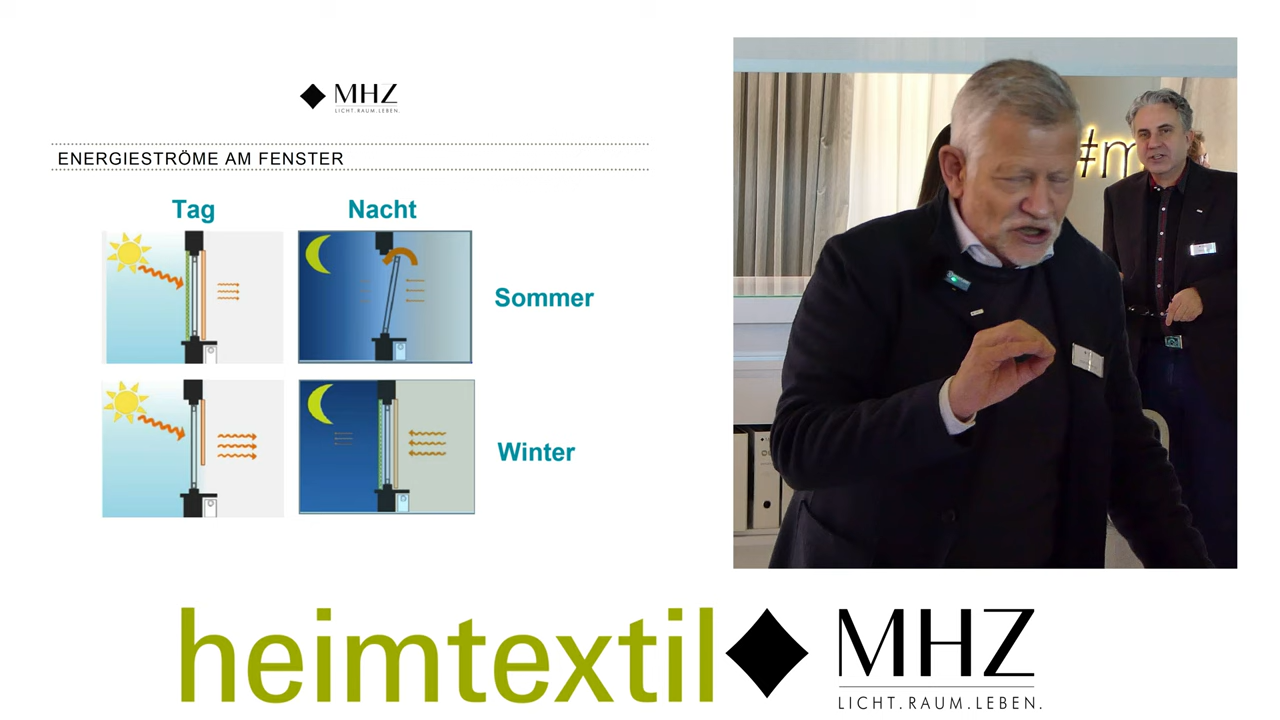 MHZ
LICHT.RAUM.LEBEN.
ENERGIESTRÖME AM FENSTER
Tag
Nacht
Sommer
Winter
#m
heimtextil
MHZ
LICHT.RAUM.LEBEN.